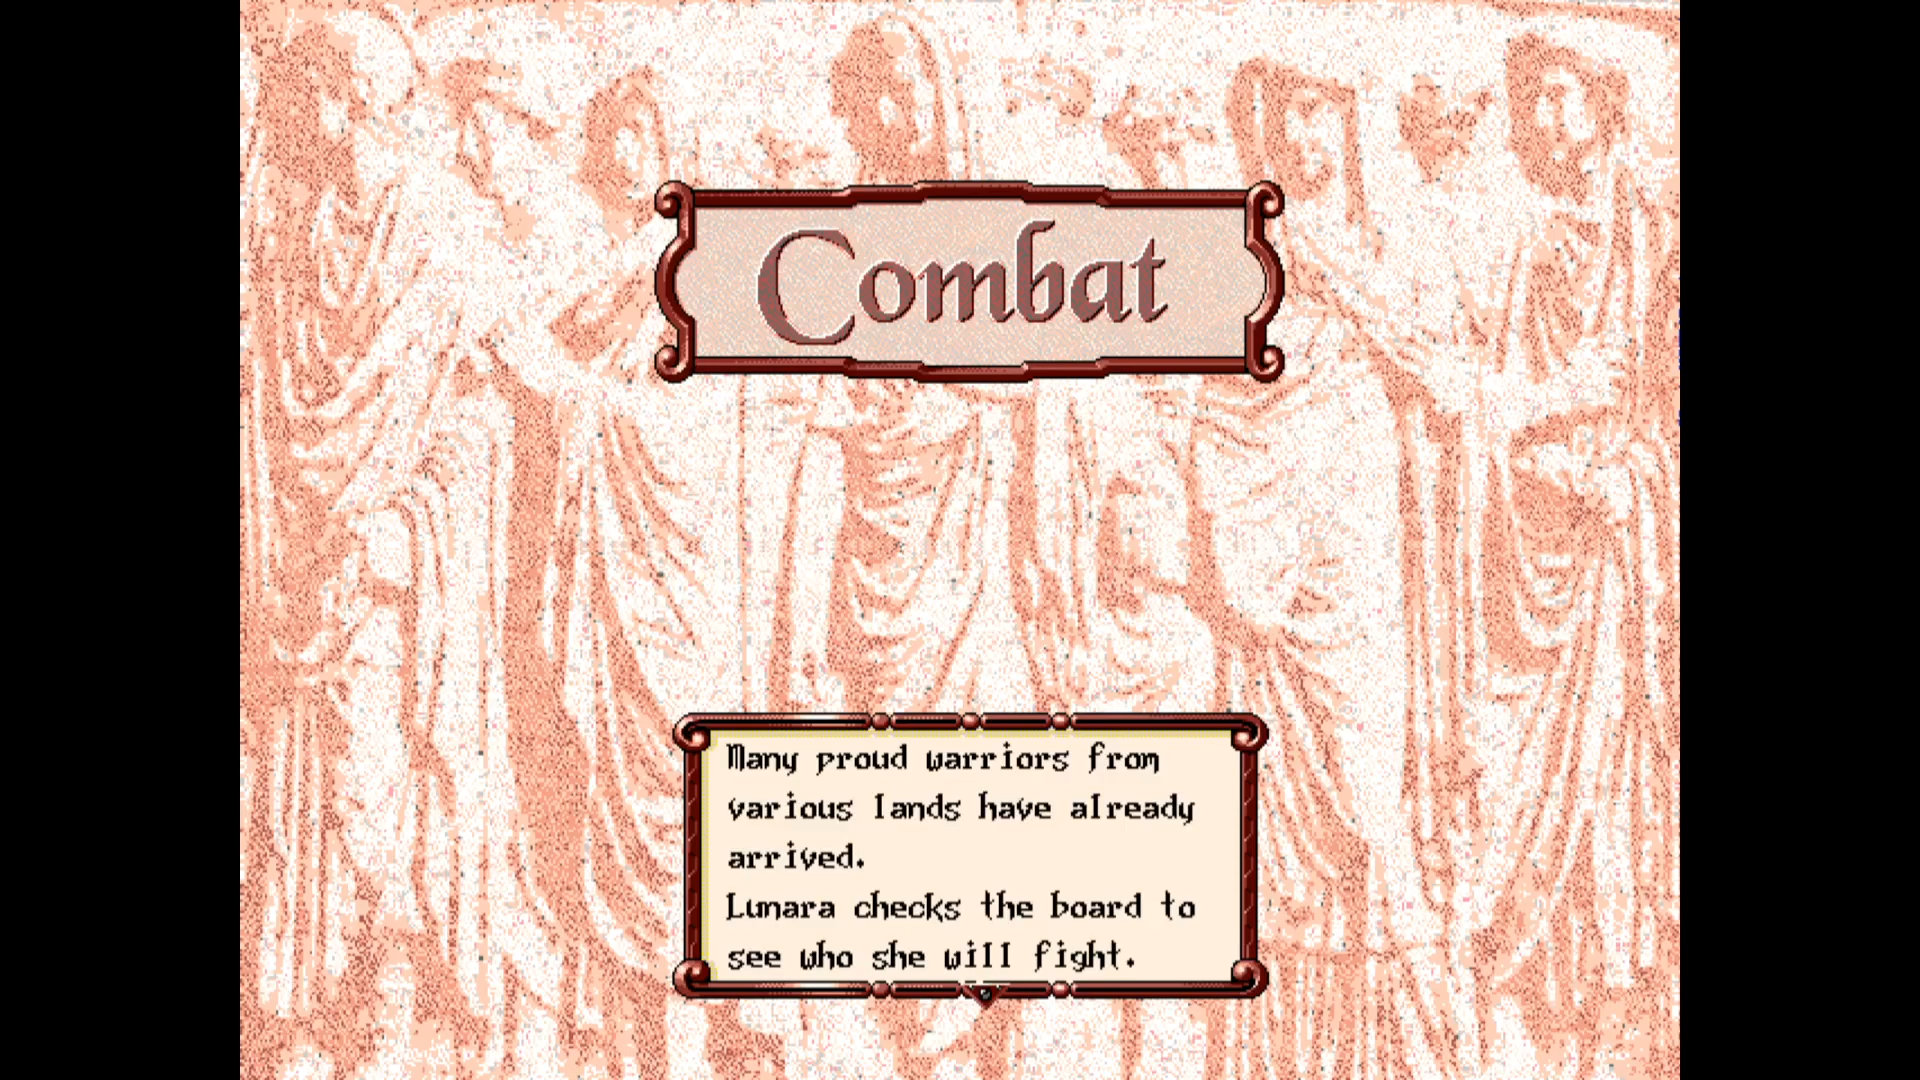 Combat
Many proud warriors from
various lands have already
arrived.
Lunara checks the board to
see who she will fight.